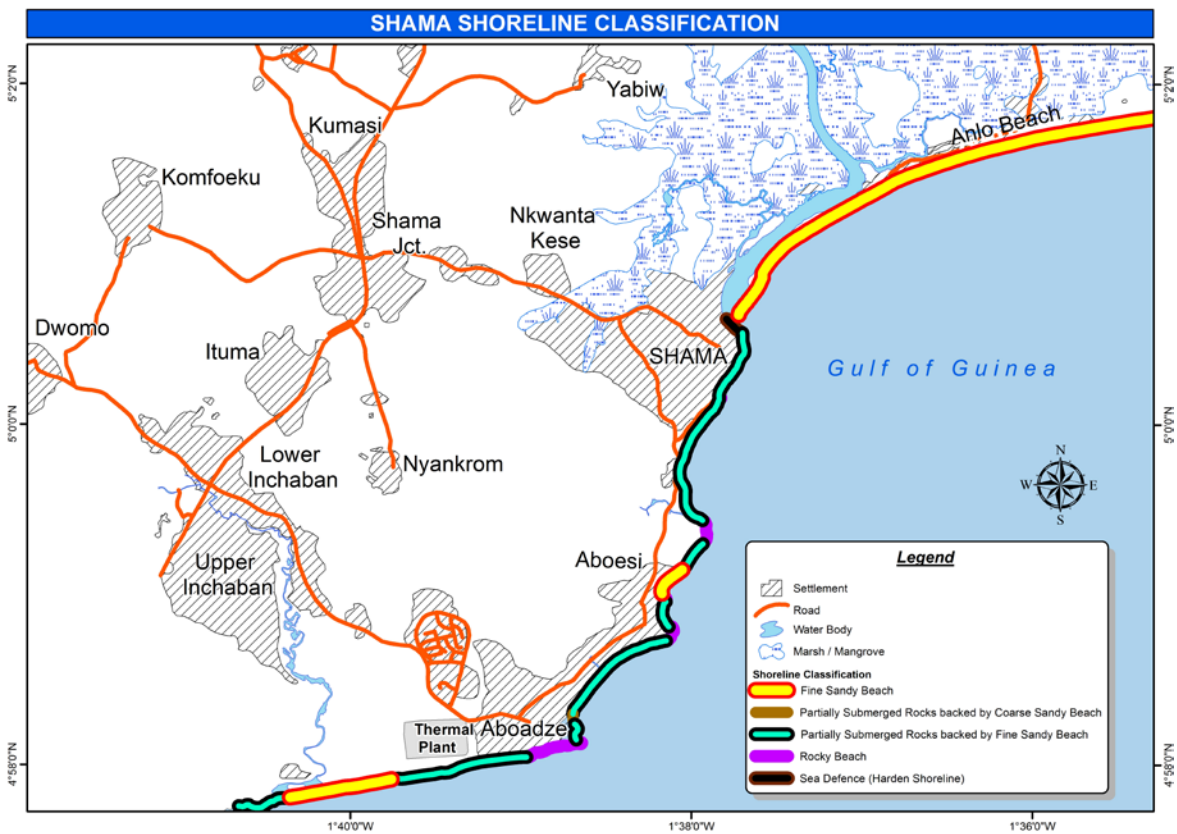 SHAMA SHORELINE CLASSIFICATION
5°2'0"N
5°2'0"N
Yabiw
Anlo Beach
Kumasi
Komfoeku
Shama
Jct.
Nkwanta
Kese
Dwomo
Ituma
SHAMA
Gulf of Guinea
5°0'0"N
5°0'0"N
Lower
Inchaban
Nyankrom
N
W
E
S
Upper
Inchaban
Aboesi
Thermal
Plant
Aboadze
Legend
Settlement
Road
Water Body
Marsh / Mangrove
Shoreline Classification
Fine Sandy Beach
Partially Submerged Rocks backed by Coarse Sandy Beach
Partially Submerged Rocks backed by Fine Sandy Beach
Rocky Beach
Sea Defence (Harden Shoreline)
4°58'0"N
4°58'0"N
1°40'0"W
1°38'0"W
1°36'0"W